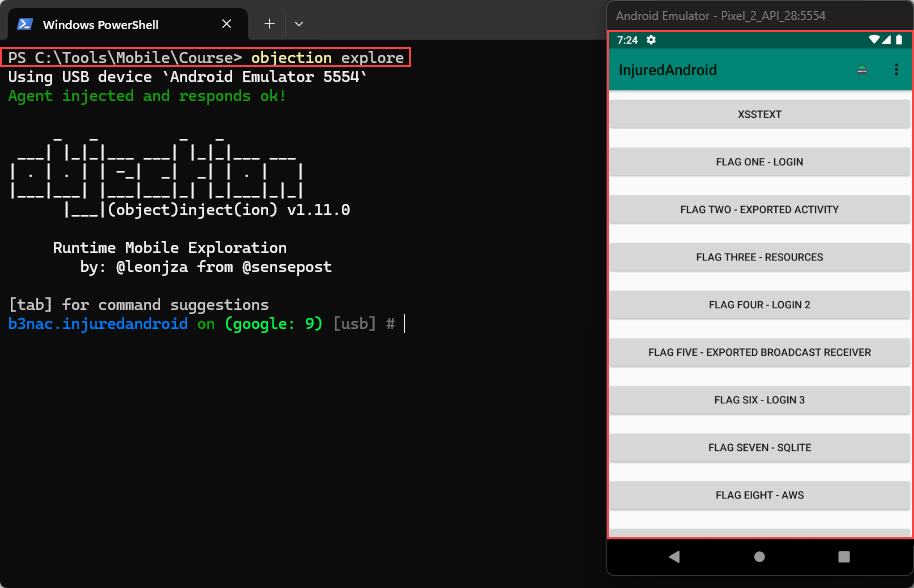 Windows PowerShell
PS C:\Tools\Mobile\Course> objection explore
Using USB device `Android Emulator 5554`
Agent injected and responds ok!
     _   _         _   _
 ___| |_|_|___ ___| |_|_|___ ___
| . | . | | -_|  _|  _| | . |   |
|___|___| |___|___|_| |_|___|_|_|
      |___|(object)inject(ion) v1.11.0
Runtime Mobile Exploration
by: @leonjza from @sensepost
[tab] for command suggestions
b3nac.injuredandroid on (google: 9) [usb] #
Android Emulator - Pixel_2_API_28:5554
7:24
InjuredAndroid
XSSTEXT
FLAG ONE - LOGIN
FLAG TWO - EXPORTED ACTIVITY
FLAG THREE - RESOURCES
FLAG FOUR - LOGIN 2
FLAG FIVE - EXPORTED BROADCAST RECEIVER
FLAG SIX - LOGIN 3
FLAG SEVEN - SQLITE
FLAG EIGHT - AWS